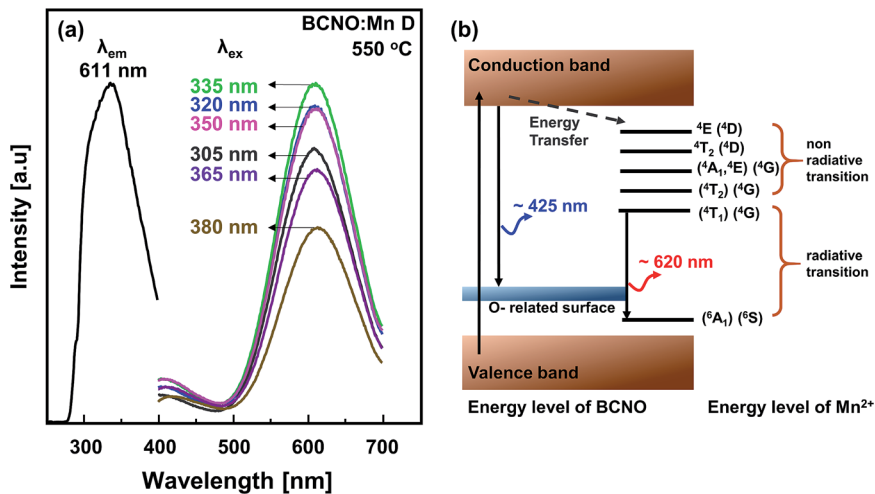 (a)
BCNO:Mn D
550 °C
λem
611 nm
λex
335 nm
320 nm
350 nm
305 nm
365 nm
380 nm
Intensity [a.u]
300 400 500 600 700
Wavelength [nm]
(b)
Conduction band
Energy
Transfer
⁴E (⁴D)
⁴T₂ (⁴D)
(⁴A₁,⁴E) (⁴G)
(⁴T₂) (⁴G)
(⁴T₁) (⁴G)
non
radiative
transition
~ 425 nm
~ 620 nm
radiative
transition
O- related surface
(⁶A₁) (⁶S)
Valence band
Energy level of BCNO
Energy level of Mn²⁺